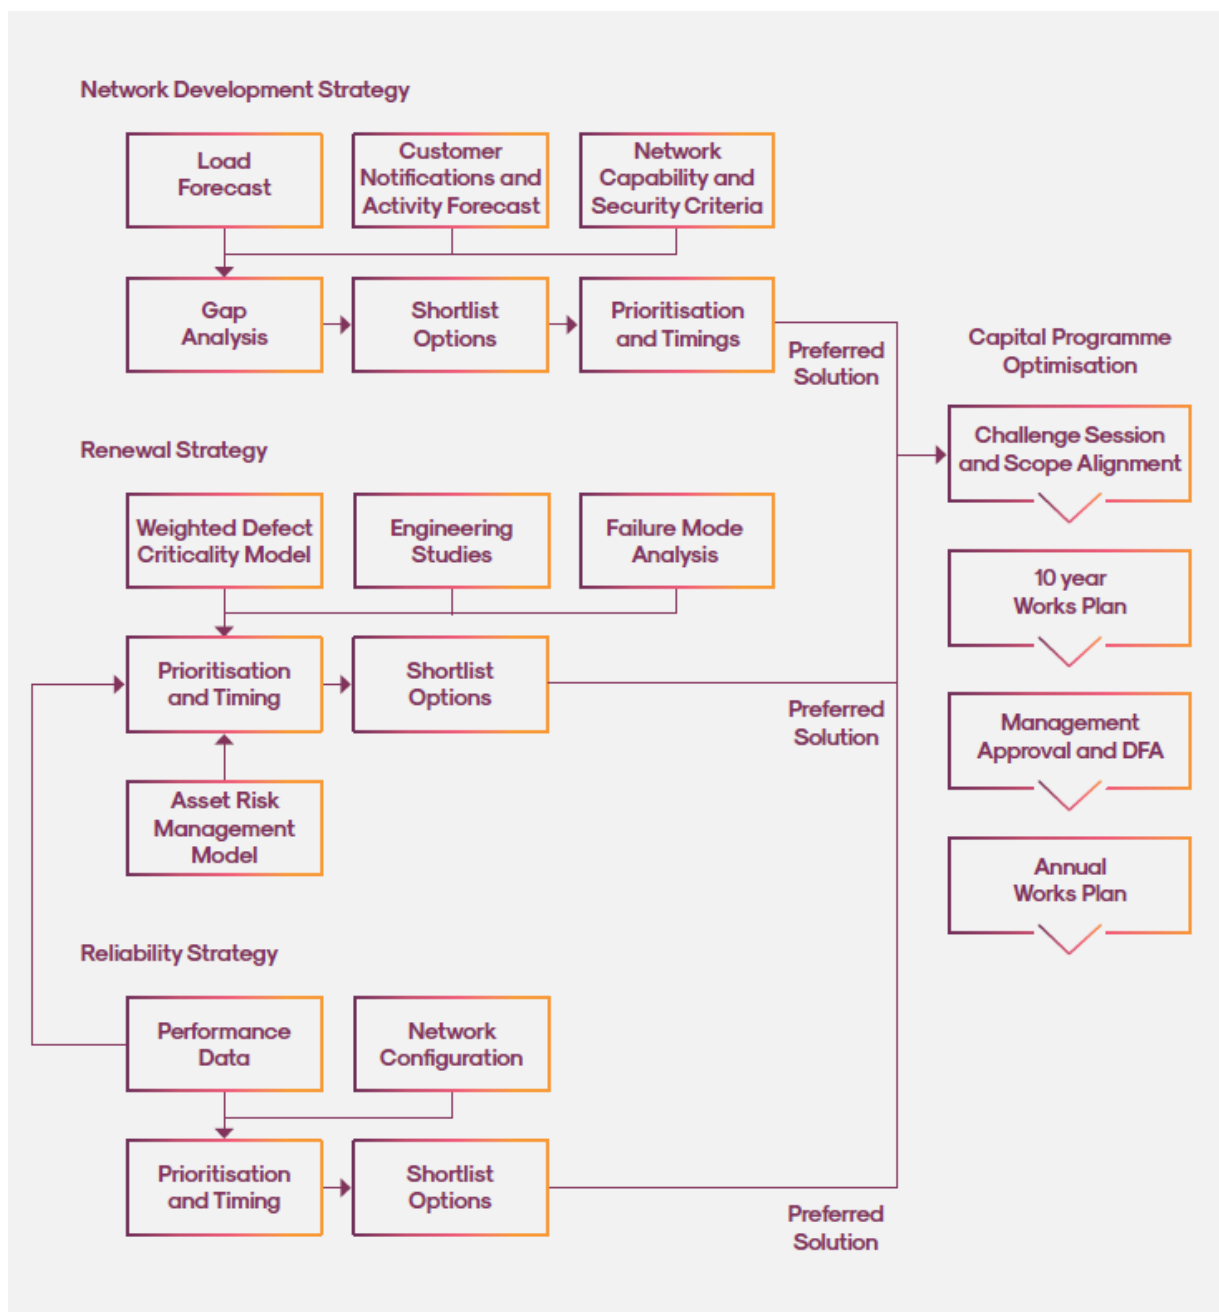 Network Development Strategy
Load
Forecast
Customer
Notifications and
Activity Forecast
Network
Capability and
Security Criteria
Gap
Analysis
Shortlist
Options
Prioritisation
and Timings
Preferred
Solution
Renewal Strategy
Weighted Defect
Criticality Model
Engineering
Studies
Failure Mode
Analysis
Prioritisation
and Timing
Shortlist
Options
Preferred
Solution
Asset Risk
Management
Model
Reliability Strategy
Performance
Data
Network
Configuration
Prioritisation
and Timing
Shortlist
Options
Preferred
Solution
Capital Programme
Optimisation
Challenge Session
and Scope Alignment
10 year
Works Plan
Management
Approval and DFA
Annual
Works Plan